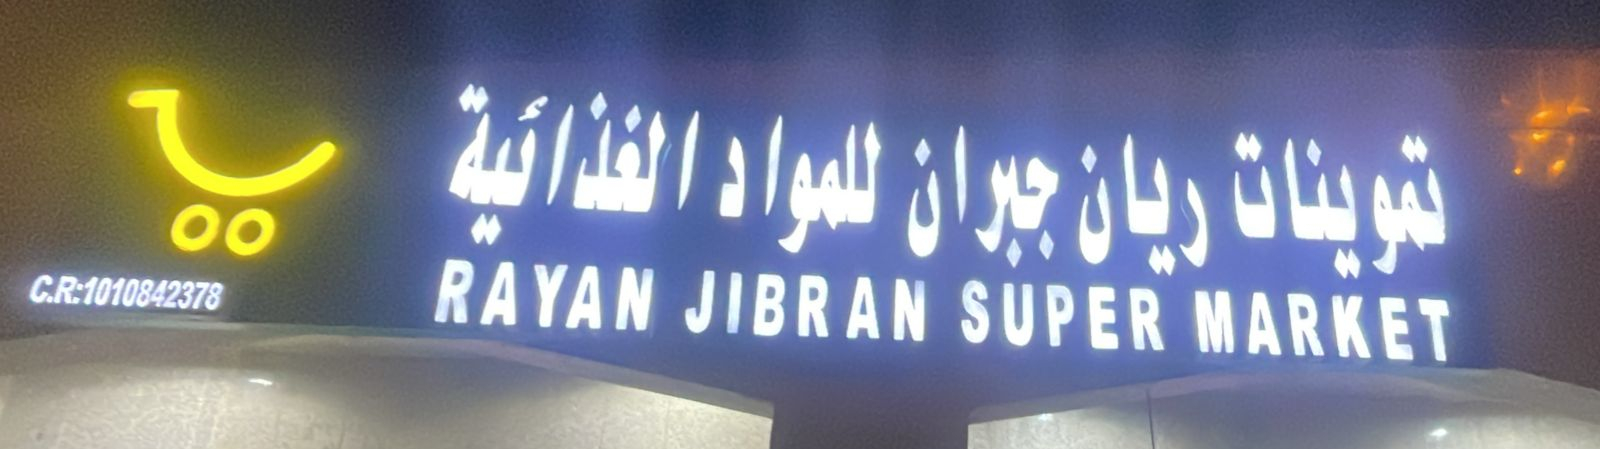 تموينات ريان جبران للمواد الغذائية
RAYAN JIBRAN SUPER MARKET
C.R:1010842378